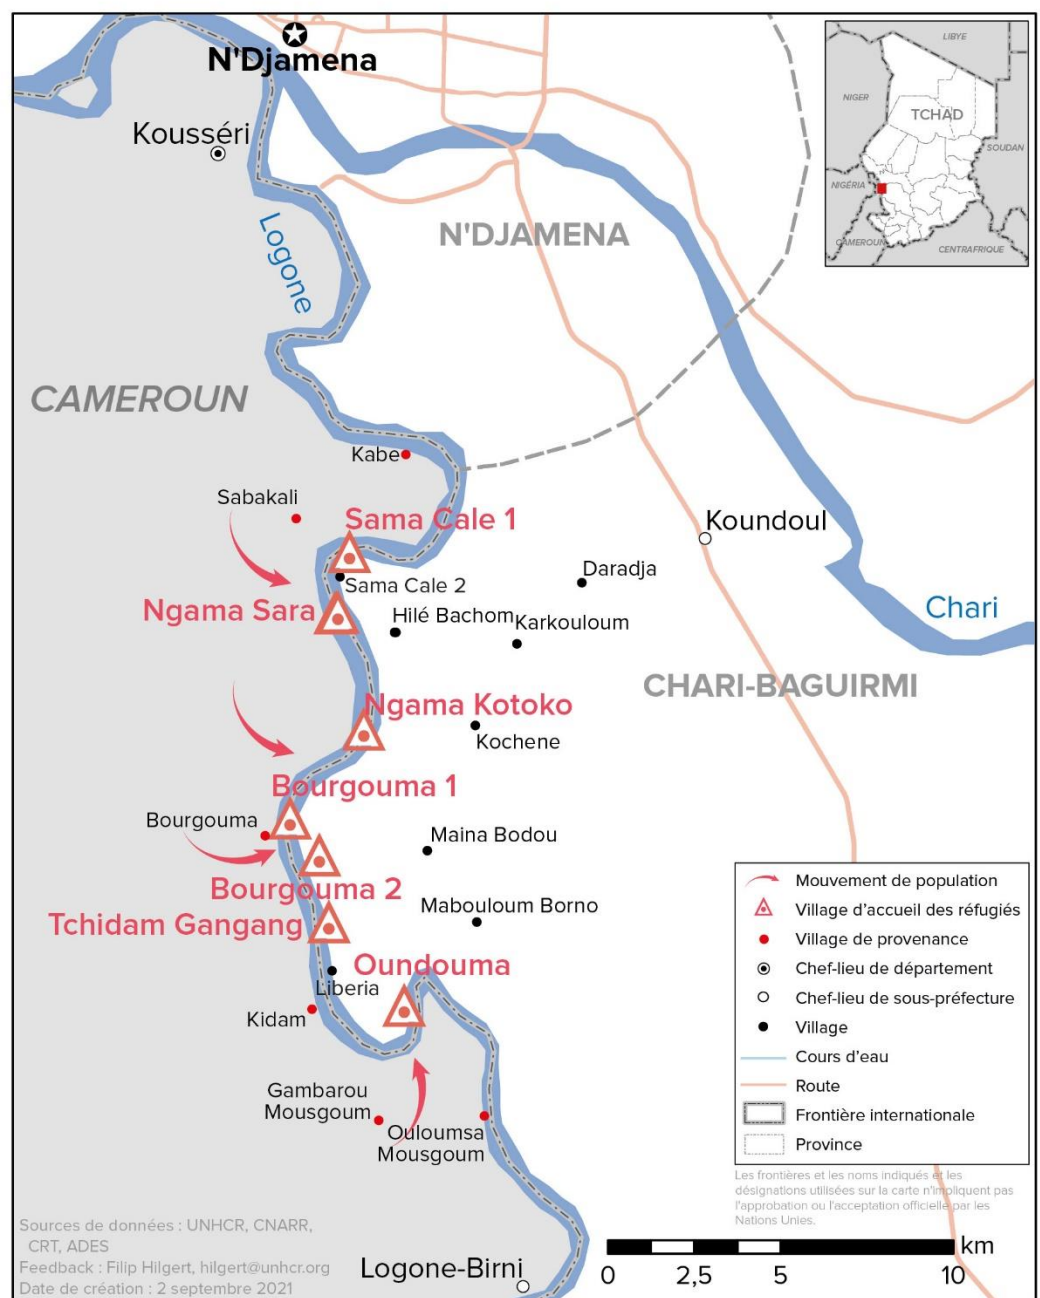 N'Djamena
Kousséri
Logone
N'DJAMENA
LIBYE
NIGER
TCHAD
SOUDAN
NIGÉRIA
CAMEROUN
CENTRAFRIQUE
CAMEROUN
Kabe
Sabakali
Sama Cale 1
Koundoul
Sama Cale 2
Daradja
Ngama Sara
Hilé Bachom
Karkouloum
Chari
CHARI-BAGUIRMI
Ngama Kotoko
Kochene
Bourgouma 1
Bourgouma
Maina Bodou
Bourgouma 2
Mabouloum Borno
Tchidam Gangang
Oundouma
Liberia
Kidam
Gambarou
Mousgoum
Ouloumsa
Mousgoum
Logone-Birni
Mouvement de population
Village d'accueil des réfugiés
Village de provenance
Chef-lieu de département
Chef-lieu de sous-préfecture
Village
Cours d'eau
Route
Frontière internationale
Province
Les frontières et les noms indiqués et les
désignations utilisées sur la carte n'impliquent pas
l'approbation ou l'acceptation officielle par les
Nations Unies.
km
0 2,5 5 10
Sources de données : UNHCR, CNARR,
CRT, ADES
Feedback : Filip Hilgert, hilgert@unhcr.org
Date de création : 2 septembre 2021